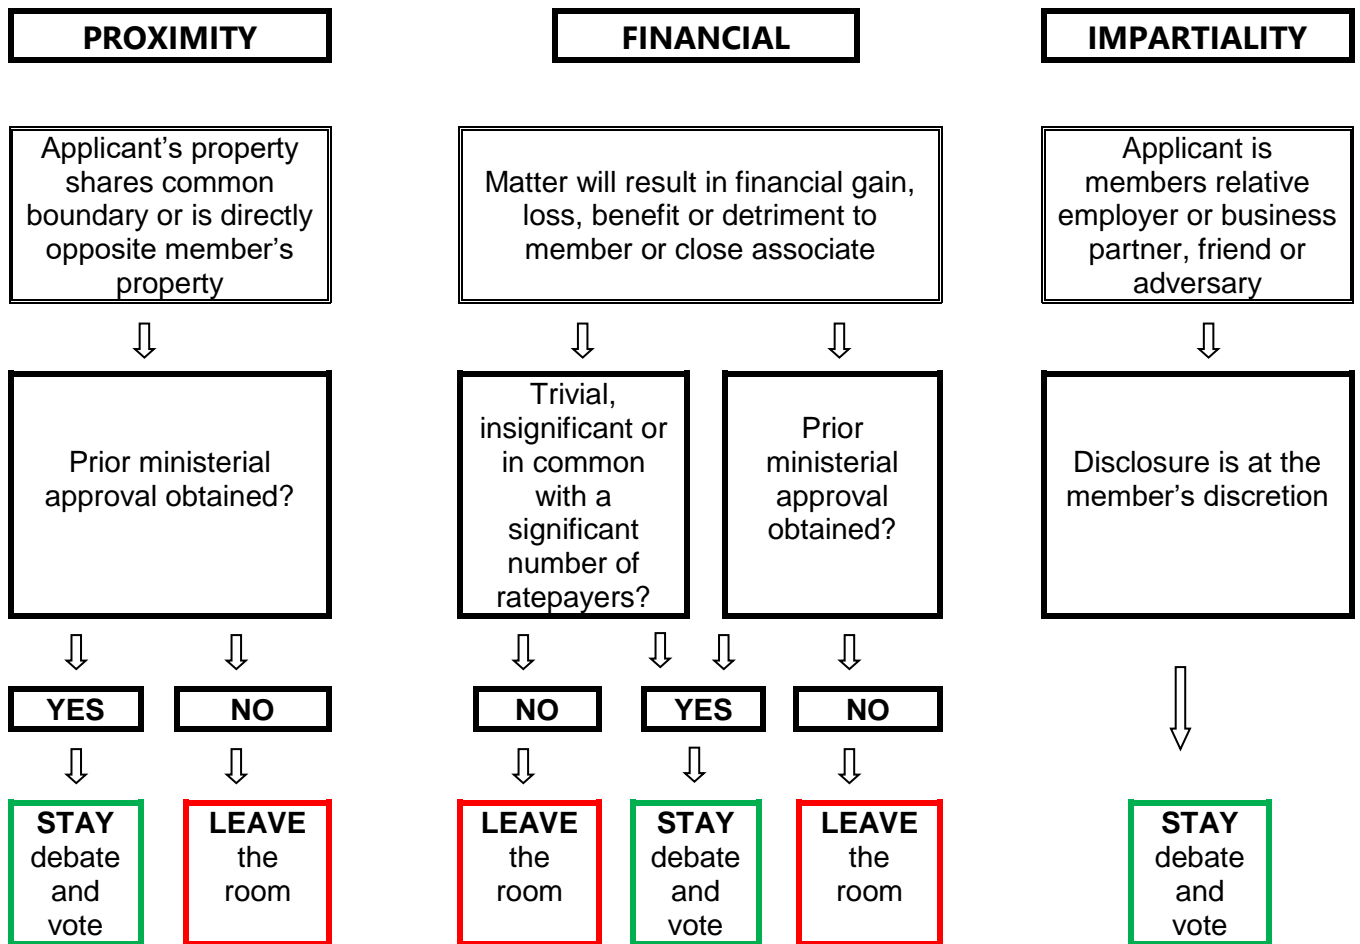 PROXIMITY
FINANCIAL
IMPARTIALITY
Applicant’s property
shares common
boundary or is directly
opposite member’s
property
Matter will result in financial gain,
loss, benefit or detriment to
member or close associate
Applicant is
members relative
employer or business
partner, friend or
adversary
Prior ministerial
approval obtained?
Trivial,
insignificant or
in common
with a
significant
number of
ratepayers?
Prior
ministerial
approval
obtained?
Disclosure is at the
member’s discretion
YES
NO
NO
YES
NO
STAY
debate
and
vote
LEAVE
the
room
LEAVE
the
room
STAY
debate
and
vote
LEAVE
the
room
STAY
debate
and
vote